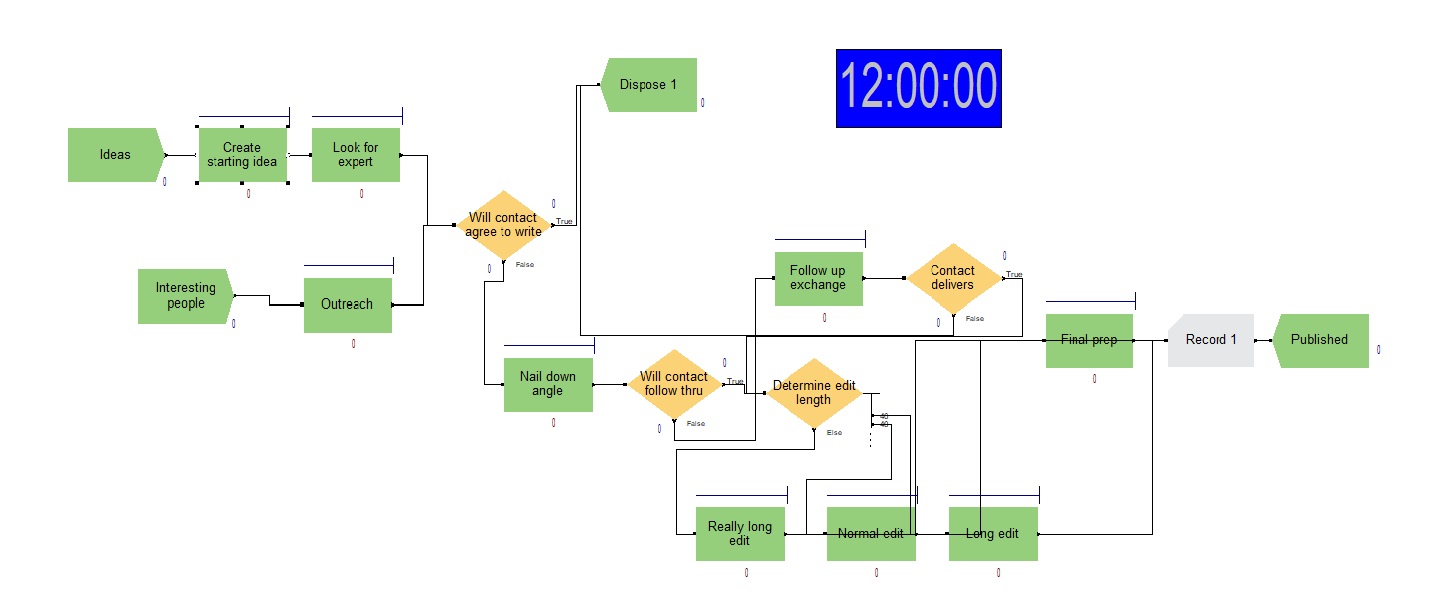 12:00:00
Dispose 1
0
Ideas
0
Create
starting idea
0
Look for
expert
0
Will contact
agree to write
0
True
0
False
Interesting
people
0
Outreach
0
Follow up
exchange
0
Contact
delivers
0
True
0
False
Final prep
0
Record 1
Published
0
Nail down
angle
0
Will contact
follow thru
0
True
0
False
Determine edit
length
40
40
Else
Really long
edit
0
Normal edit
0
Long edit
0